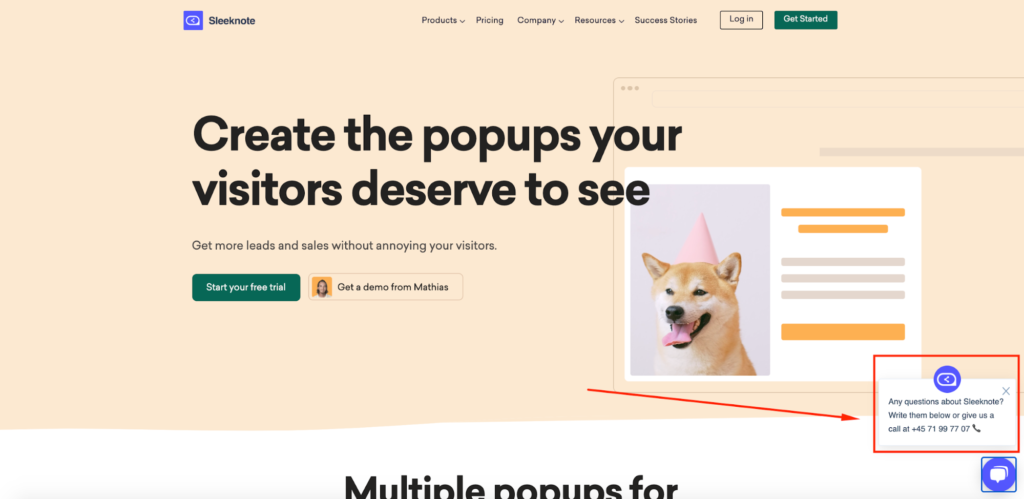 Sleeknote
Products Pricing Company Resources Success Stories Log in Get Started
Create the popups your
visitors deserve to see
Get more leads and sales without annoying your visitors.
Start your free trial Get a demo from Mathias
Any questions about Sleeknote?
Write them below or give us a
call at +45 71 99 77 07 📞
Multiple popups for